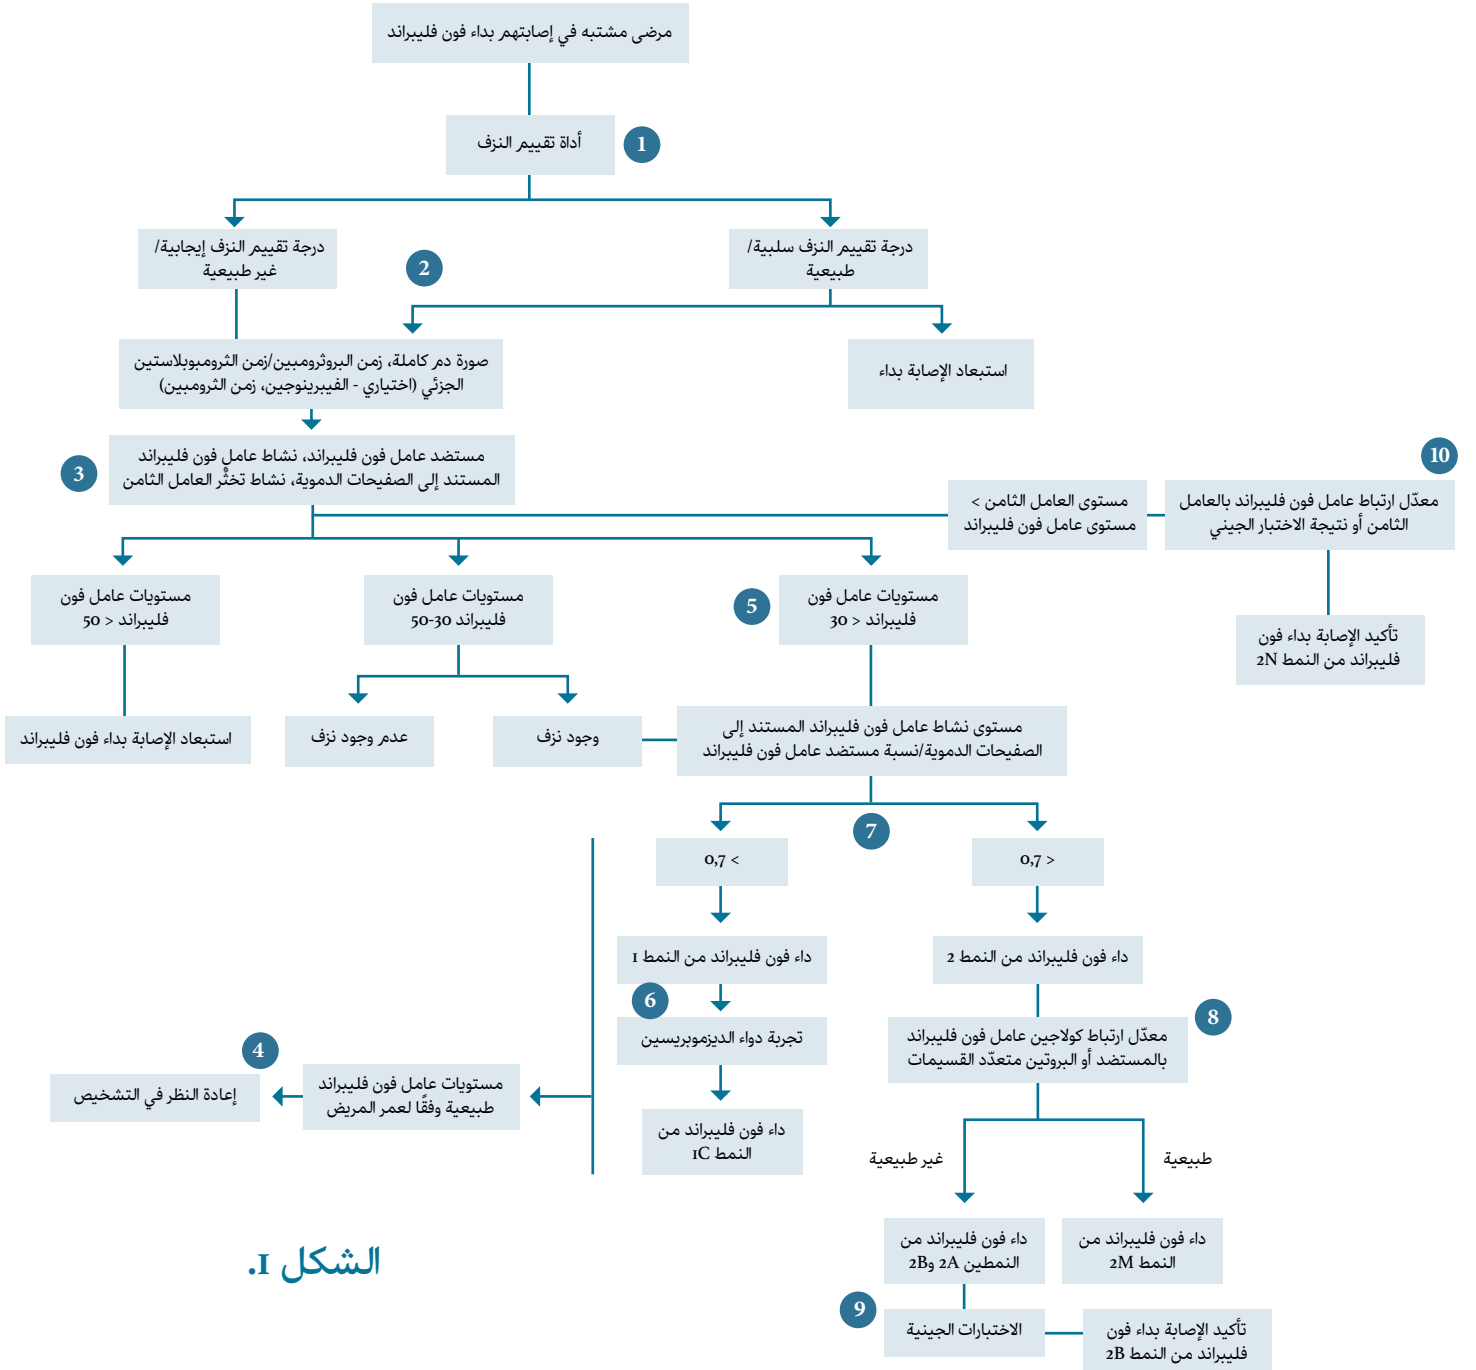 مرضى مشتبه في إصابتهم بداء فون فليبراند
أداة تقييم النزف
1
درجة تقييم النزف سلبية/
طبيعية
2
درجة تقييم النزف إيجابية/
غير طبيعية
استبعاد الإصابة بداء
صورة دم كاملة، زمن البروثرومبين/زمن الثرومبوبلاستين
الجزئي (اختياري - الفيبرينوجين، زمن الثرومبين)
3
مستضد عامل فون فليبراند، نشاط عامل فون فليبراند
المستند إلى الصفيحات الدموية، نشاط تخثُّر العامل الثامن
10
معدّل ارتباط عامل فون فليبراند بالعامل
الثامن أو نتيجة الاختبار الجيني
مستوى العامل الثامن >
مستوى عامل فون فليبراند
تأكيد الإصابة بداء فون
فليبراند من النمط 2N
5
مستويات عامل فون
فليبراند < 30
مستويات عامل فون
فليبراند 30-50
مستويات عامل فون
فليبراند > 50
مستوى نشاط عامل فون فليبراند المستند إلى
الصفيحات الدموية/نسبة مستضد عامل فون فليبراند
وجود نزف
عدم وجود نزف
استبعاد الإصابة بداء فون فليبراند
7
0,7 >
0,7 <
داء فون فليبراند من النمط 2
داء فون فليبراند من النمط 1
8
معدّل ارتباط كولاجين عامل فون فليبراند
بالمستضد أو البروتين متعدّد القسيمات
6
تجربة دواء الديزموبريسين
داء فون فليبراند من
النمط 1C
مستويات عامل فون فليبراند
طبيعية وفقًا لعمر المريض
4
إعادة النظر في التشخيص
طبيعية
غير طبيعية
داء فون فليبراند من
النمط 2M
داء فون فليبراند من
النمطين 2A و2B
9
الاختبارات الجينية
تأكيد الإصابة بداء فون
فليبراند من النمط 2B
الشكل 1.